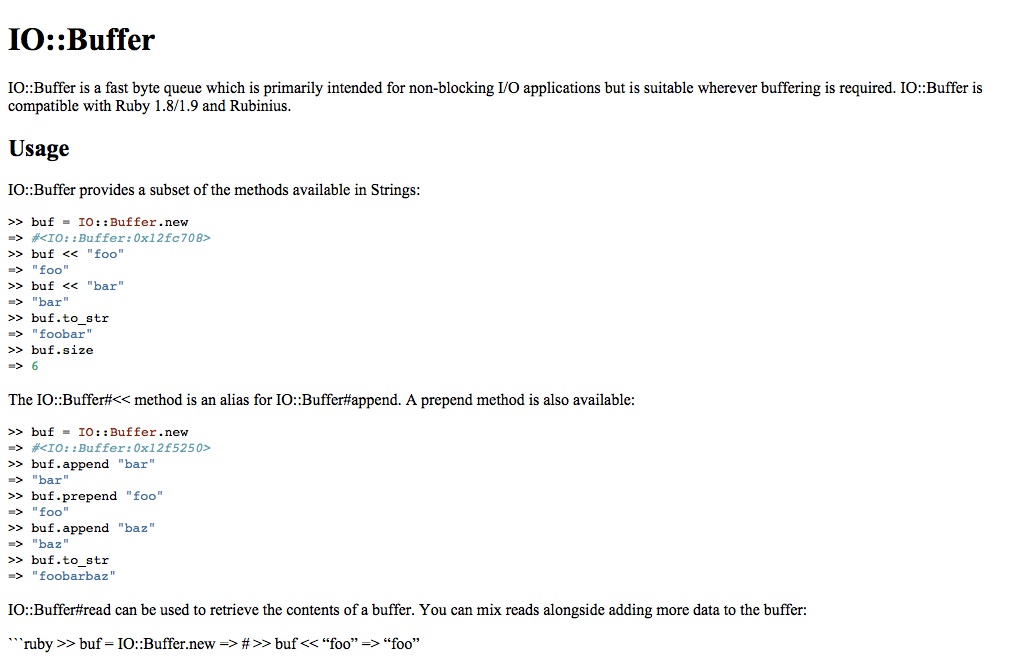 IO::Buffer
IO::Buffer is a fast byte queue which is primarily intended for non-blocking I/O applications but is suitable wherever buffering is required. IO::Buffer is
compatible with Ruby 1.8/1.9 and Rubinius.
Usage
IO::Buffer provides a subset of the methods available in Strings:
>> buf = IO::Buffer.new
=> #<IO::Buffer:0x12fc708>
>> buf << "foo"
=> "foo"
>> buf << "bar"
=> "bar"
>> buf.to_str
=> "foobar"
>> buf.size
=> 6
The IO::Buffer#<< method is an alias for IO::Buffer#append. A prepend method is also available:
>> buf = IO::Buffer.new
=> #<IO::Buffer:0x12f5250>
>> buf.append "bar"
=> "bar"
>> buf.prepend "foo"
=> "foo"
>> buf.append "baz"
=> "baz"
>> buf.to_str
=> "foobarbaz"
IO::Buffer#read can be used to retrieve the contents of a buffer. You can mix reads alongside adding more data to the buffer:
```ruby >> buf = IO::Buffer.new => # >> buf << “foo” => “foo”